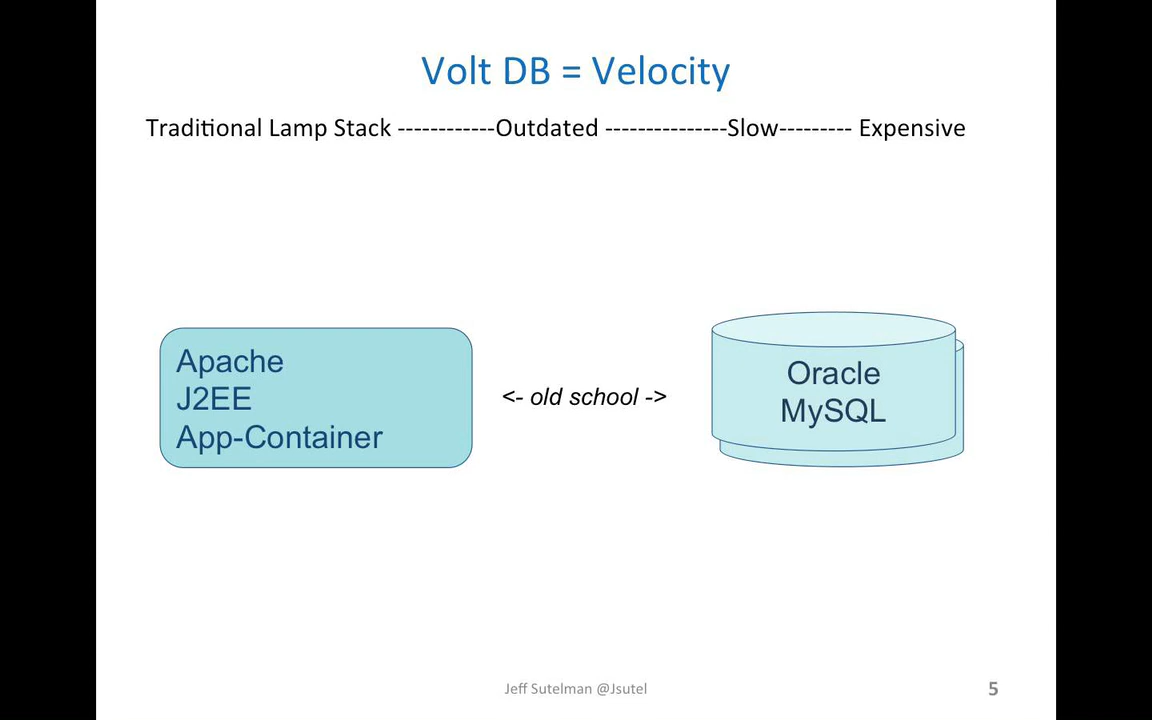 Volt DB = Velocity
Traditional Lamp Stack ------------Outdated ---------------Slow--------- Expensive
Apache
J2EE
App-Container
<- old school ->
Oracle
MySQL
Jeff Sutelman @Jsutel
5